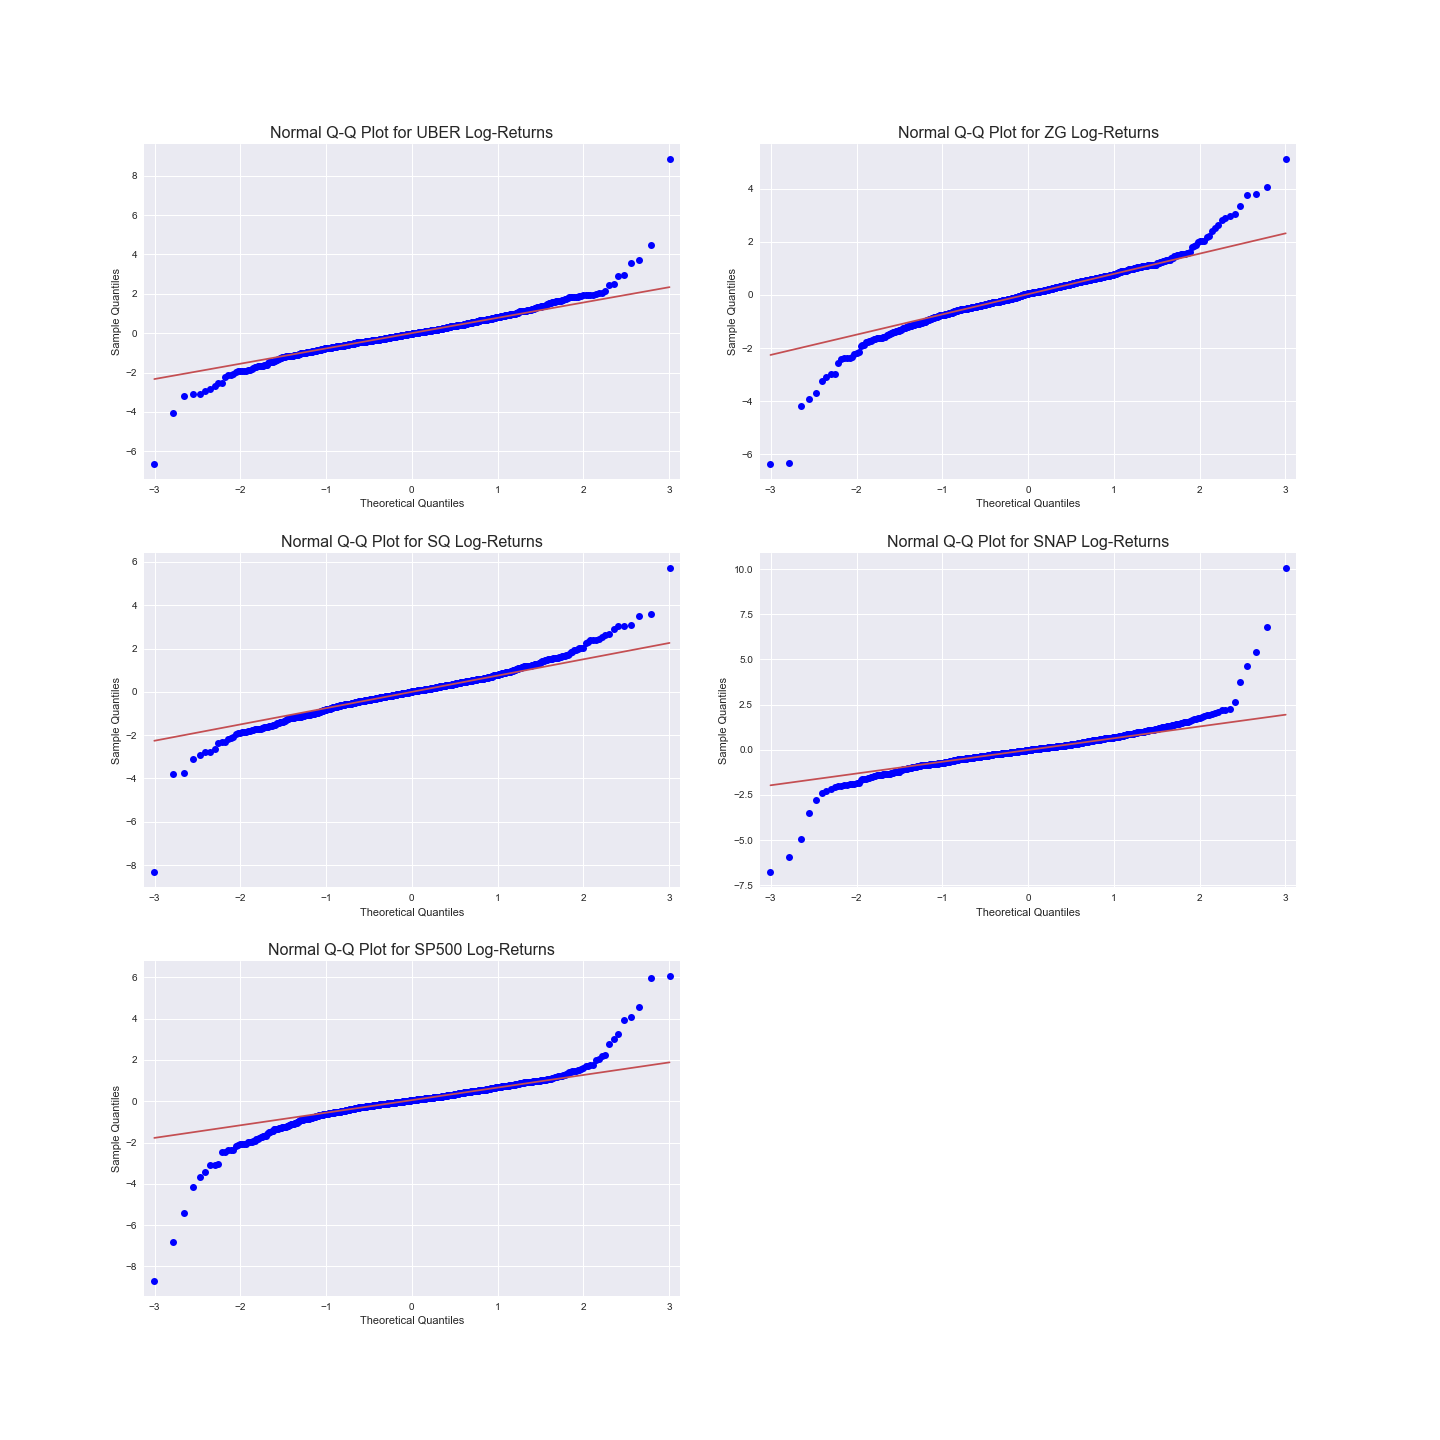 Normal Q-Q Plot for UBER Log-Returns
8
6
4
2
0
−2
−4
−6
Sample Quantiles
−3 −2 −1 0 1 2 3
Theoretical Quantiles
Normal Q-Q Plot for ZG Log-Returns
4
2
0
−2
−4
−6
Sample Quantiles
−3 −2 −1 0 1 2 3
Theoretical Quantiles
Normal Q-Q Plot for SQ Log-Returns
6
4
2
0
−2
−4
−6
−8
Sample Quantiles
−3 −2 −1 0 1 2 3
Theoretical Quantiles
Normal Q-Q Plot for SNAP Log-Returns
10.0
7.5
5.0
2.5
0.0
−2.5
−5.0
−7.5
Sample Quantiles
−3 −2 −1 0 1 2 3
Theoretical Quantiles
Normal Q-Q Plot for SP500 Log-Returns
6
4
2
0
−2
−4
−6
−8
Sample Quantiles
−3 −2 −1 0 1 2 3
Theoretical Quantiles